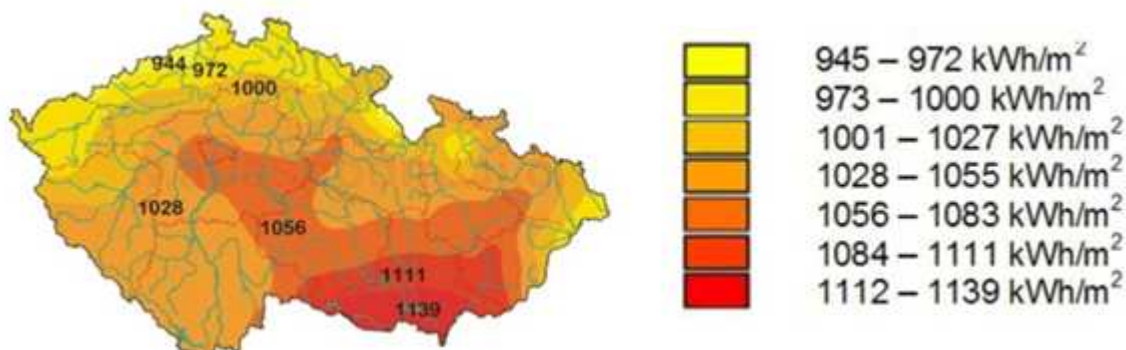 944
972
1000
1028
1056
1111
1139
945 – 972 kWh/m²
973 – 1000 kWh/m²
1001 – 1027 kWh/m²
1028 – 1055 kWh/m²
1056 – 1083 kWh/m²
1084 – 1111 kWh/m²
1112 – 1139 kWh/m²